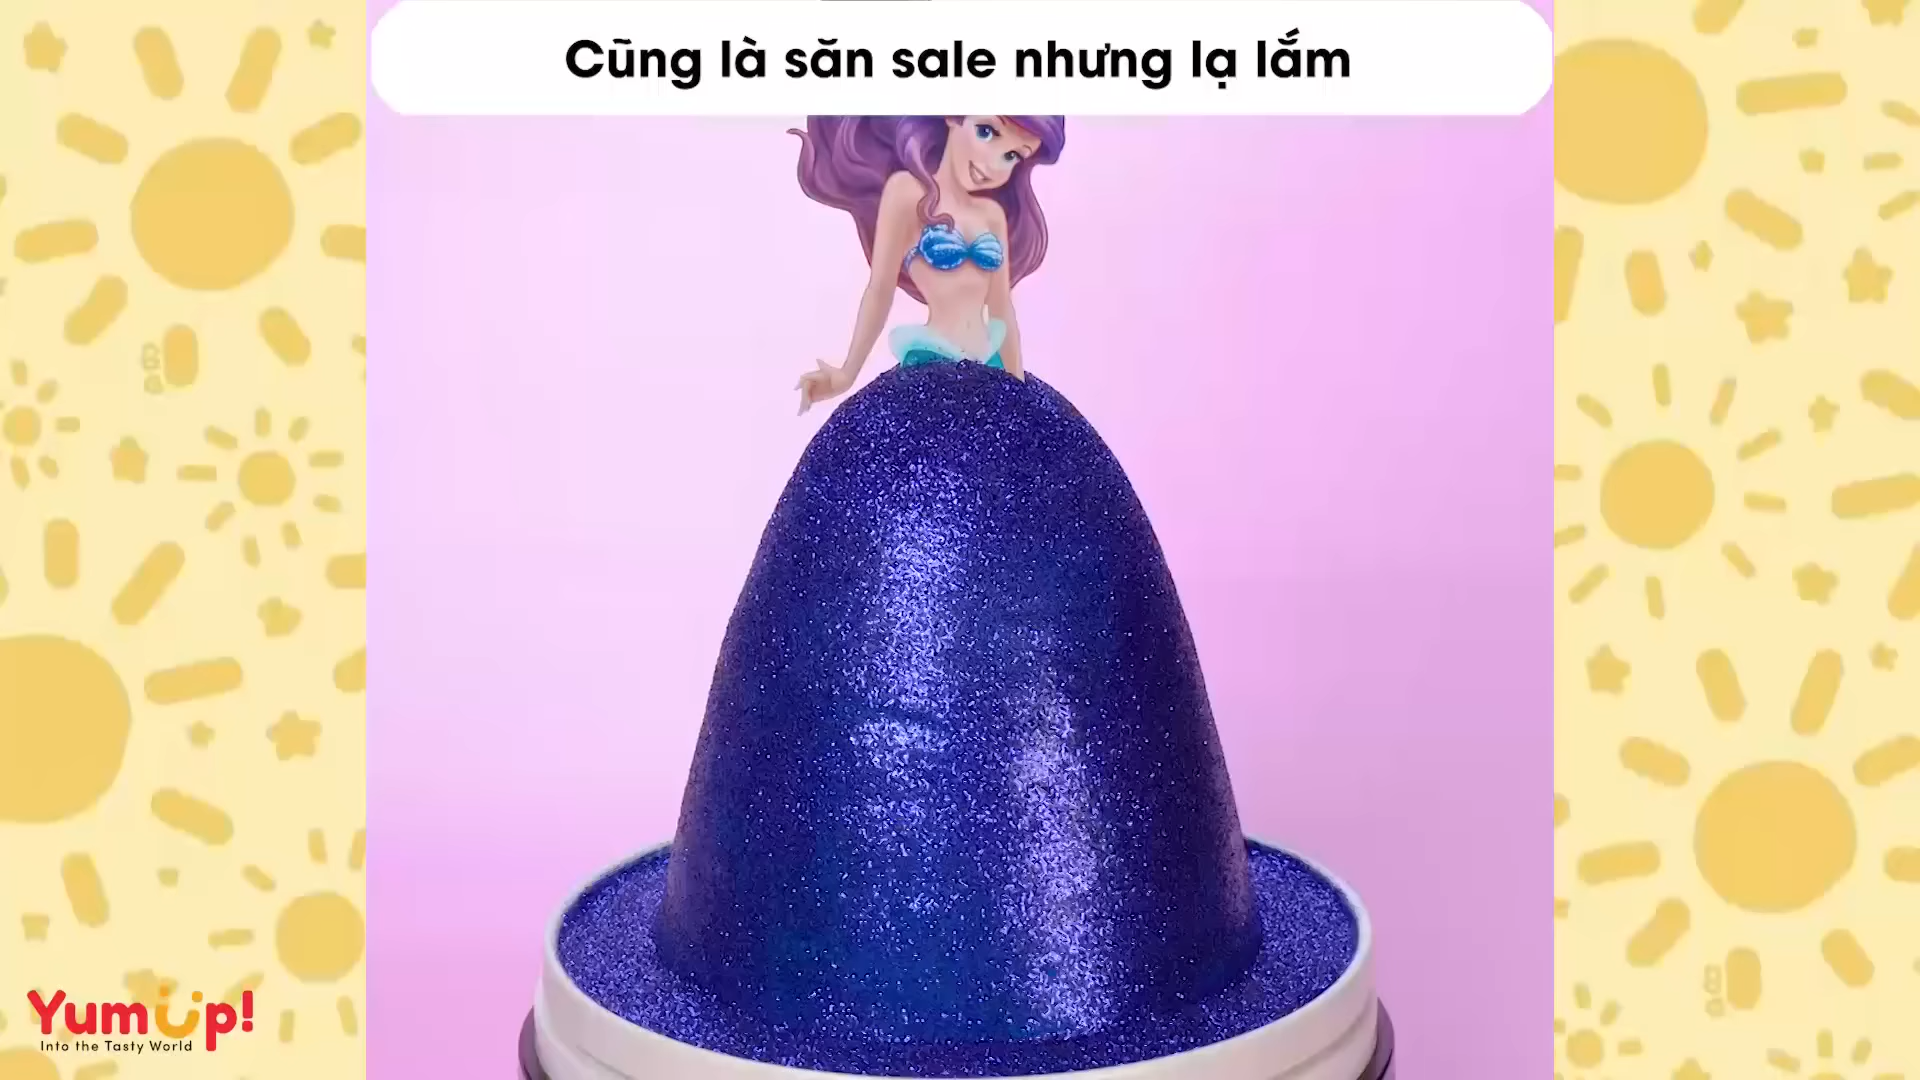 Cũng là săn sale nhưng lạ lắm
YumUp!
Into the Tasty World